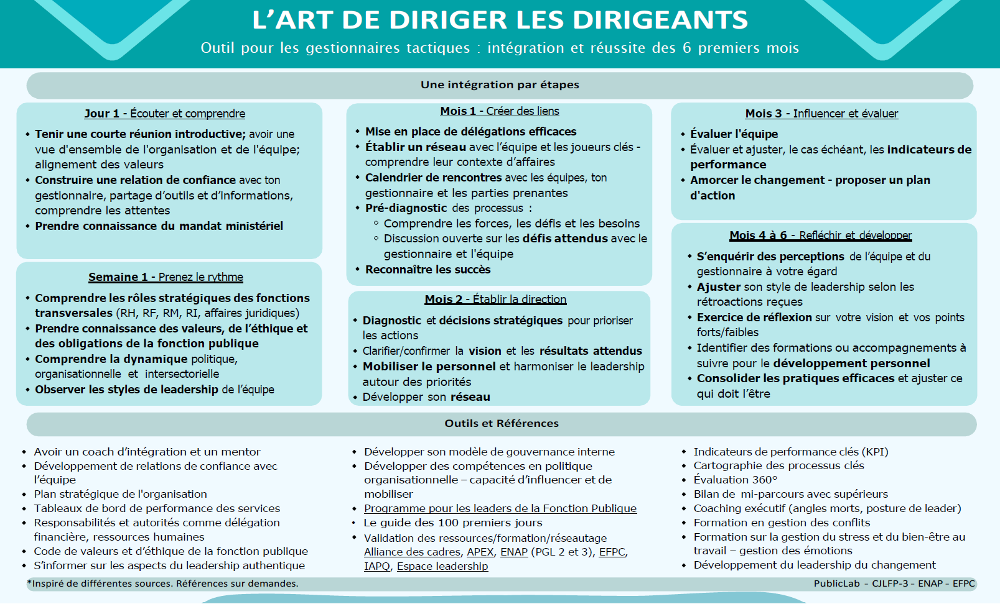 L’ART DE DIRIGER LES DIRIGEANTS
Outil pour les gestionnaires tactiques : intégration et réussite des 6 premiers mois
Une intégration par étapes
Jour 1 - Écouter et comprendre
• Tenir une courte réunion introductive; avoir une
vue d'ensemble de l'organisation et de l'équipe;
alignement des valeurs
• Construire une relation de confiance avec ton
gestionnaire, partage d’outils et d’informations,
comprendre les attentes
• Prendre connaissance du mandat ministériel
Semaine 1 - Prenez le rythme
• Comprendre les rôles stratégiques des fonctions
transversales (RH, RF, RM, RI, affaires juridiques)
• Prendre connaissance des valeurs, de l’éthique et
des obligations de la fonction publique
• Comprendre la dynamique politique,
organisationnelle et intersectorielle
• Observer les styles de leadership de l’équipe
Mois 1 - Créer des liens
• Mise en place de délégations efficaces
• Établir un réseau avec l’équipe et les joueurs clés -
comprendre leur contexte d’affaires
• Calendrier de rencontres avec les équipes, ton
gestionnaire et les parties prenantes
• Pré-diagnostic des processus :
◦ Comprendre les forces, les défis et les besoins
◦ Discussion ouverte sur les défis attendus avec le
gestionnaire et l'équipe
• Reconnaître les succès
Mois 2 - Établir la direction
• Diagnostic et décisions stratégiques pour prioriser
les actions
• Clarifier/confirmer la vision et les résultats attendus
• Mobiliser le personnel et harmoniser le leadership
autour des priorités
• Développer son réseau
Mois 3 - Influencer et évaluer
• Évaluer l'équipe
• Évaluer et ajuster, le cas échéant, les indicateurs de
performance
• Amorcer le changement - proposer un plan
d'action
Mois 4 à 6 - Refléchir et développer
• S’enquérir des perceptions de l’équipe et du
gestionnaire à votre égard
• Ajuster son style de leadership selon les
rétroactions reçues
• Exercice de réflexion sur votre vision et vos points
forts/faibles
• Identifier des formations ou accompagnements à
suivre pour le développement personnel
• Consolider les pratiques efficaces et ajuster ce
qui doit l’être
Outils et Références
• Avoir un coach d’intégration et un mentor
• Développement de relations de confiance avec
l’équipe
• Plan stratégique de l'organisation
• Tableaux de bord de performance des services
• Responsabilités et autorités comme délégation
financière, ressources humaines
• Code de valeurs et d’éthique de la fonction publique
• S’informer sur les aspects du leadership authentique
• Développer son modèle de gouvernance interne
• Développer des compétences en politique
organisationnelle – capacité d’influencer et de
mobiliser
• Programme pour les leaders de la Fonction Publique
• Le guide des 100 premiers jours
• Validation des ressources/formation/réseautage
Alliance des cadres, APEX, ENAP (PGL 2 et 3), EFPC,
IAPQ, Espace leadership
• Indicateurs de performance clés (KPI)
• Cartographie des processus clés
• Évaluation 360°
• Bilan de mi-parcours avec supérieurs
• Coaching exécutif (angles morts, posture de leader)
• Formation en gestion des conflits
• Formation sur la gestion du stress et du bien-être au
travail – gestion des émotions
• Développement du leadership du changement
*Inspiré de différentes sources. Références sur demandes.
PublicLab - CJLFP-3 - ENAP - EFPC